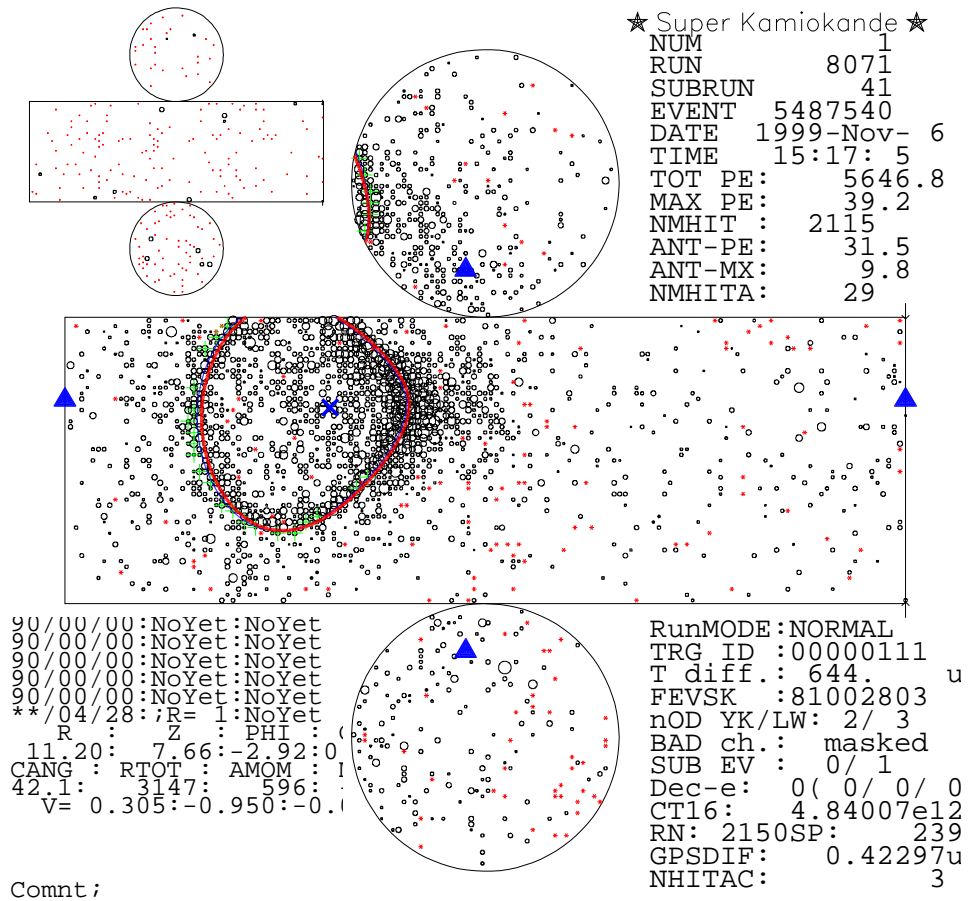 ★ Super Kamiokande ★
NUM 1
RUN 8071
SUBRUN 41
EVENT 5487540
DATE 1999-Nov- 6
TIME 15:17: 5
TOT PE: 5646.8
MAX PE: 39.2
NMHIT : 2115
ANT-PE: 31.5
ANT-MX: 9.8
NMHITA: 29
90/00/00:NoYet:NoYet
90/00/00:NoYet:NoYet
90/00/00:NoYet:NoYet
90/00/00:NoYet:NoYet
90/00/00:NoYet:NoYet
**/04/28:;R= 1:NoYet
R : Z : PHI :
11.20: 7.66:-2.92:0
CANG : RTOT : AMOM :
42.1: 3147: 596:
V= 0.305:-0.950:-0.
Comnt;
RunMODE:NORMAL
TRG ID :00000111
T diff.: 644. u
FEVSK :81002803
nOD YK/LW: 2/ 3
BAD ch.: masked
SUB EV : 0/ 1
Dec-e: 0( 0/ 0/ 0
CT16: 4.84007e12
RN: 2150SP: 239
GPSDIF: 0.42297u
NHITAC: 3